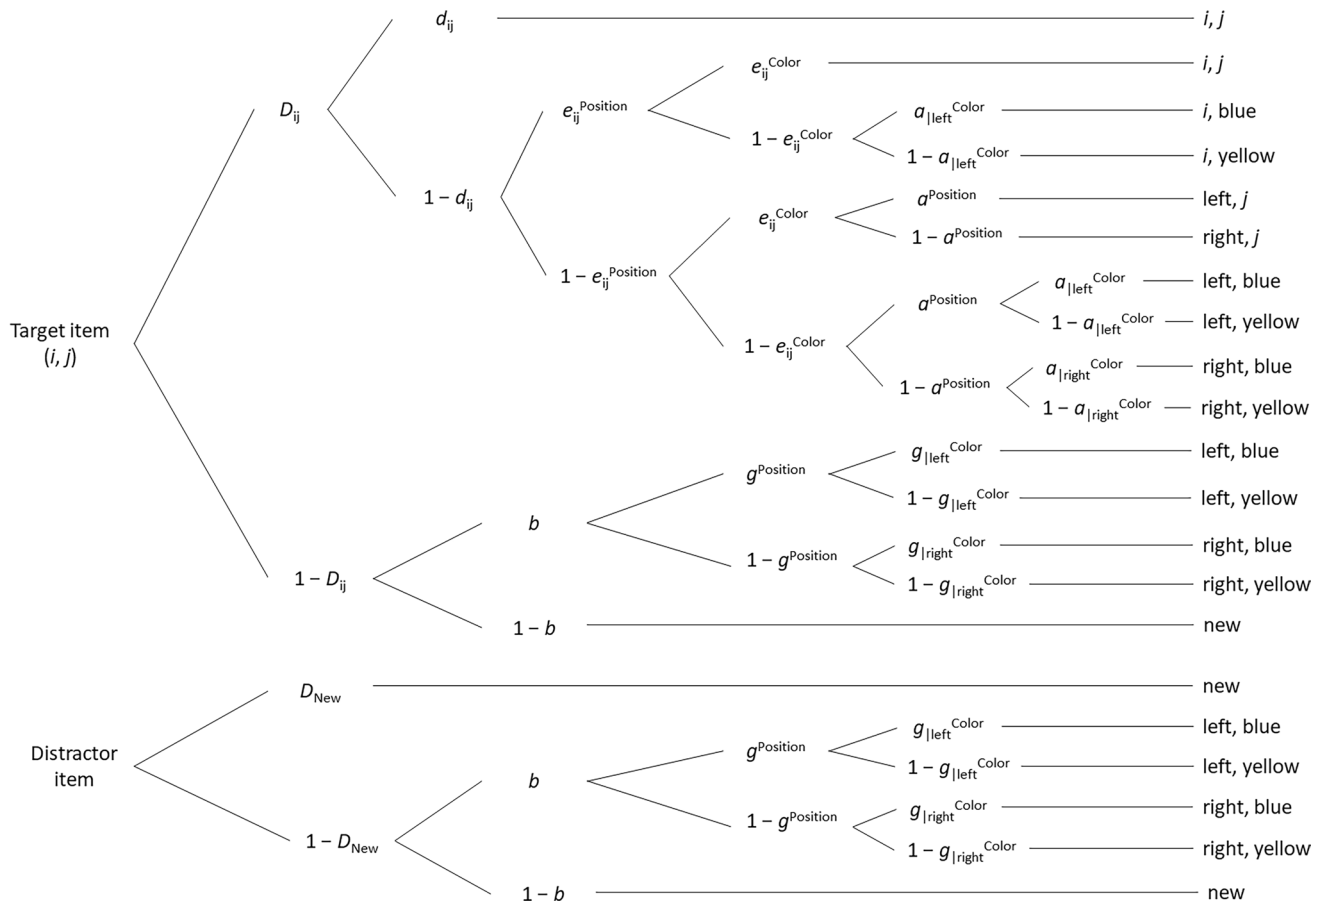 d_ij i, j
e_ij^Color i, j
D_ij e_ij^Position a_|left^Color i, blue
1 − e_ij^Color
1 − a_|left^Color i, yellow
1 − d_ij a^Position left, j
e_ij^Color
1 − a^Position right, j
1 − e_ij^Position a_|left^Color left, blue
a^Position
1 − a_|left^Color left, yellow
Target item
(i, j)
1 − e_ij^Color
a_|right^Color right, blue
1 − a^Position
1 − a_|right^Color right, yellow
g_|left^Color left, blue
g^Position
1 − g_|left^Color left, yellow
b
g_|right^Color right, blue
1 − g^Position
1 − D_ij 1 − g_|right^Color right, yellow
1 − b new
D_New new
g_|left^Color left, blue
Distractor
item
g^Position
1 − g_|left^Color left, yellow
b
g_|right^Color right, blue
1 − g^Position
1 − D_New 1 − g_|right^Color right, yellow
1 − b new